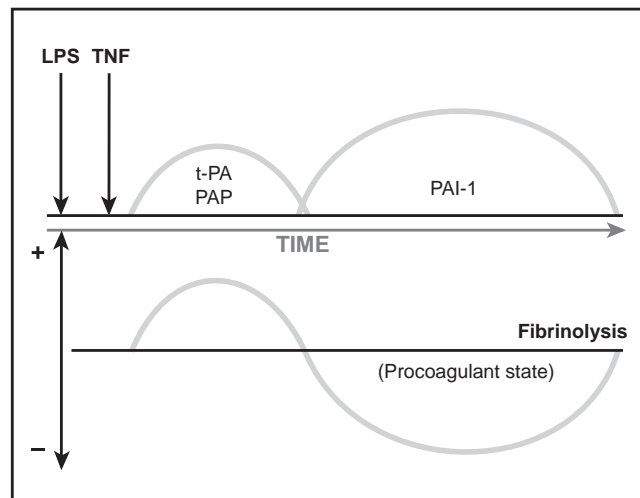 LPS TNF
t-PA
PAP
PAI-1
TIME
+
Fibrinolysis
(Procoagulant state)
–